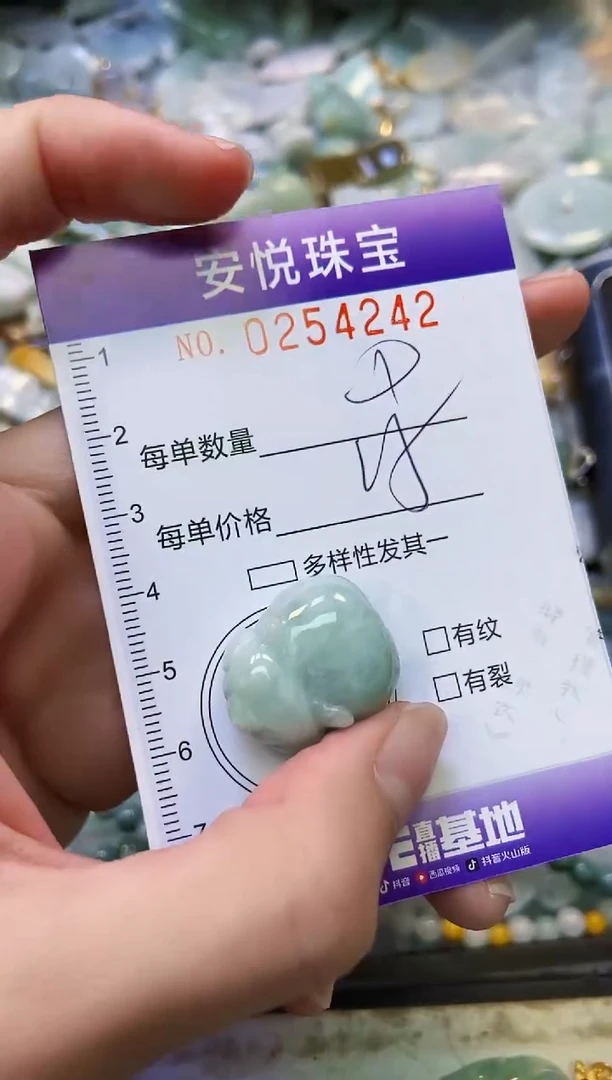 安悦珠宝
NO. 0254242
1
2
每单数量
3
每单价格
4
多样性发其一
5
有纹
有裂
6
7
直播基地
抖音 西瓜视频 抖音火山版